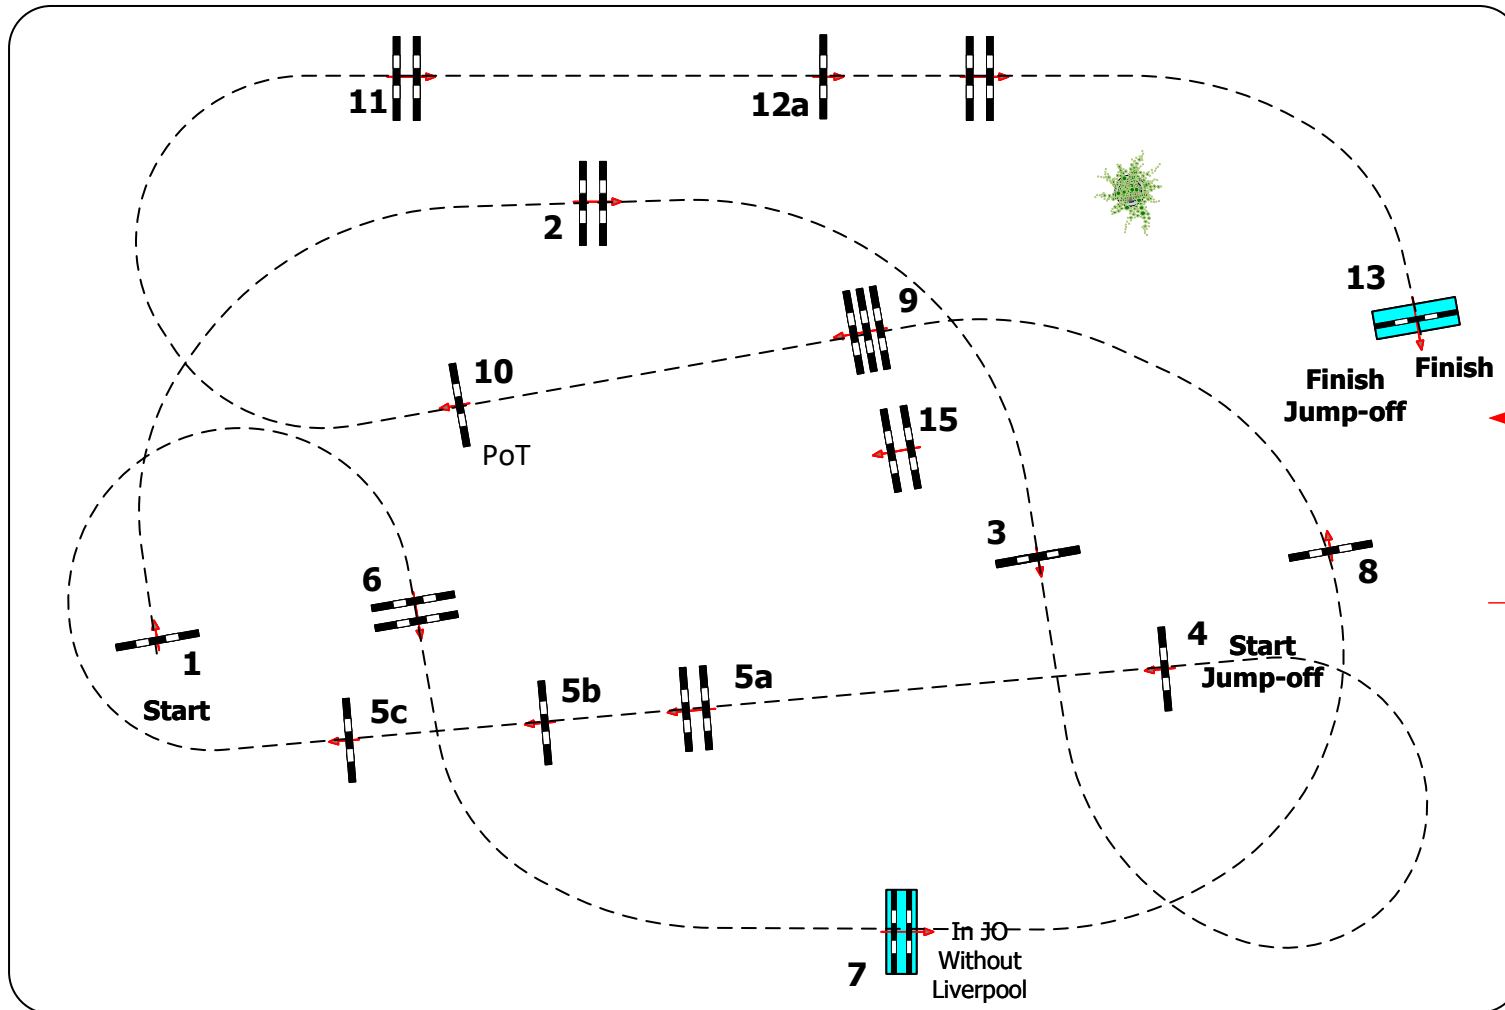 11
12a
2
13
9
Finish
10
Finish
Jump-off
15
PoT
3
8
6
4
1
Start
Jump-off
5a
5b
Start
5c
In JO
Without
7
Liverpool